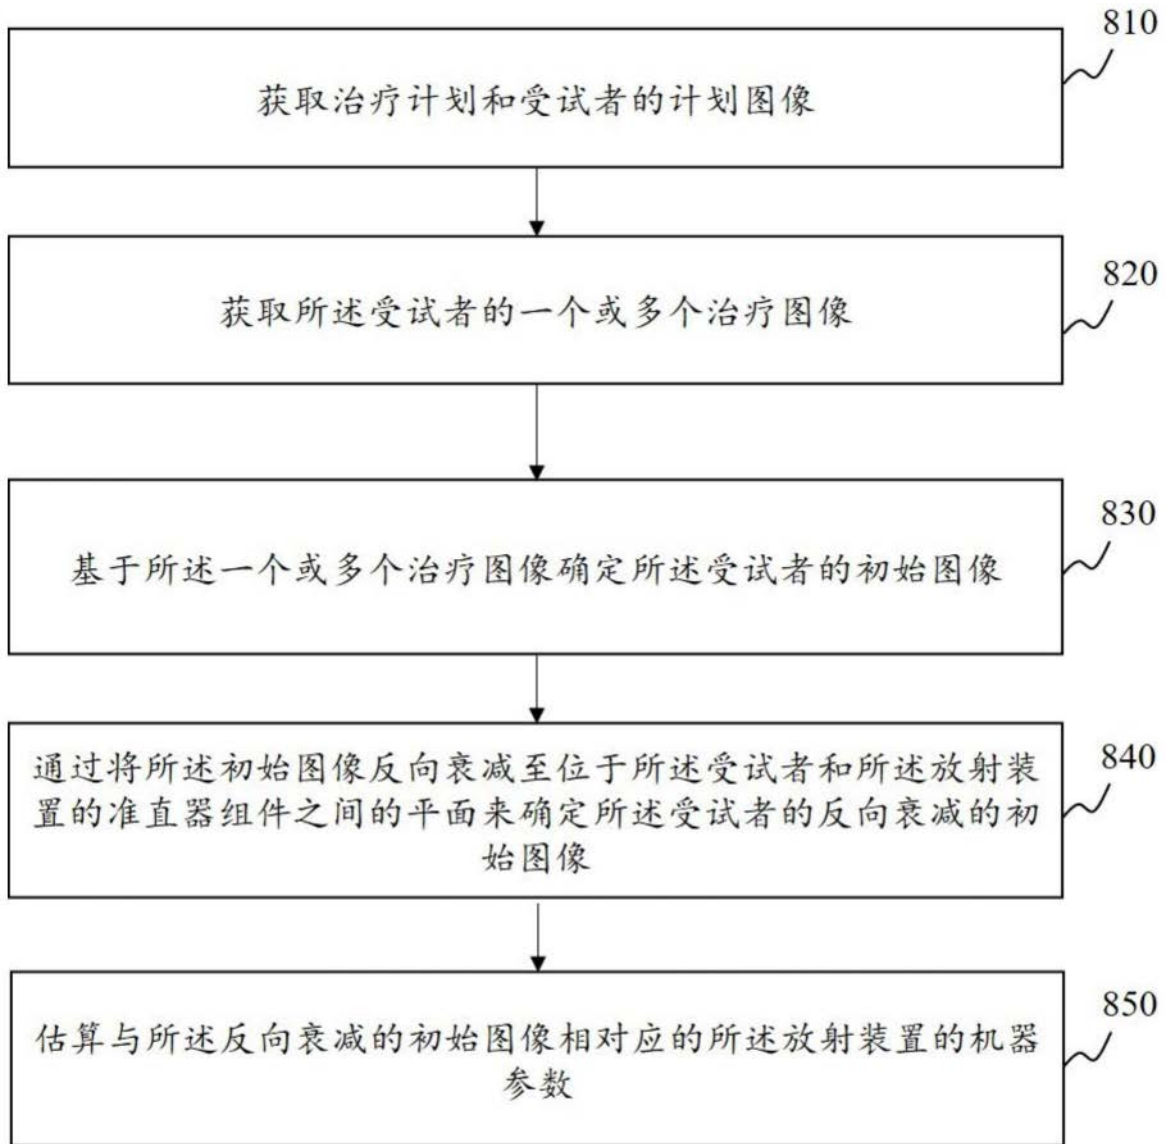 810
获取治疗计划和受试者的计划图像
820
获取所述受试者的一个或多个治疗图像
830
基于所述一个或多个治疗图像确定所述受试者的初始图像
840
通过将所述初始图像反向衰减至位于所述受试者和所述放射装
置的准直器组件之间的平面来确定所述受试者的反向衰减的初
始图像
850
估算与所述反向衰减的初始图像相对应的所述放射装置的机器
参数